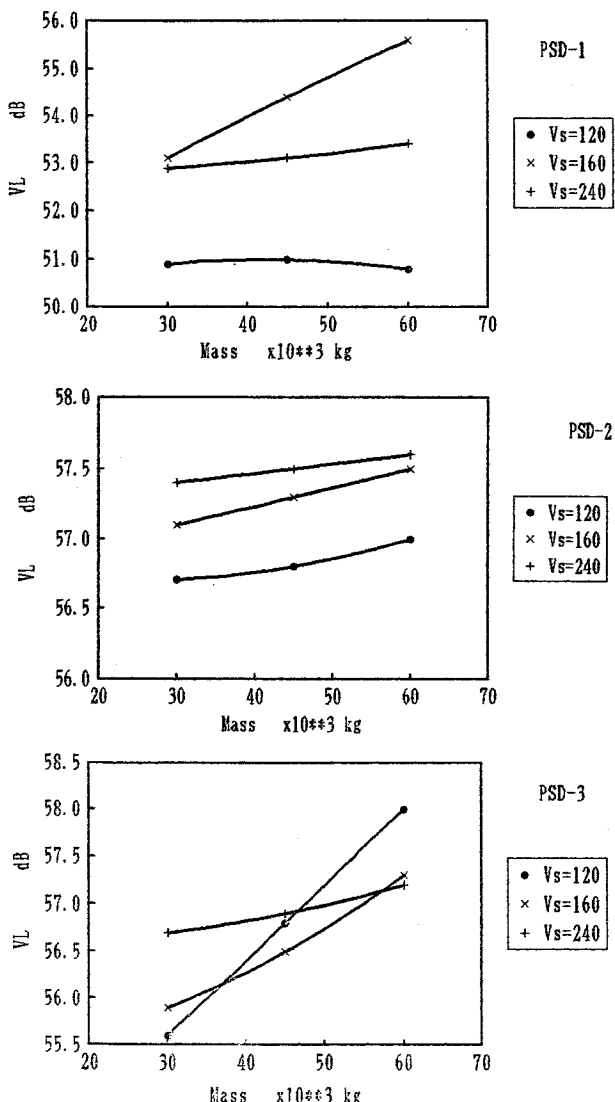 PSD-1
56.0
55.0
54.0
53.0
52.0
51.0
50.0
VL dB
20 30 40 50 60 70
Mass x10**3 kg
Vs=120
Vs=160
Vs=240
PSD-2
58.0
57.5
57.0
56.5
56.0
VL dB
20 30 40 50 60 70
Mass x10**3 kg
Vs=120
Vs=160
Vs=240
PSD-3
58.5
58.0
57.5
57.0
56.5
56.0
55.5
VL dB
20 30 40 50 60 70
Mass x10**3 kg
Vs=120
Vs=160
Vs=240